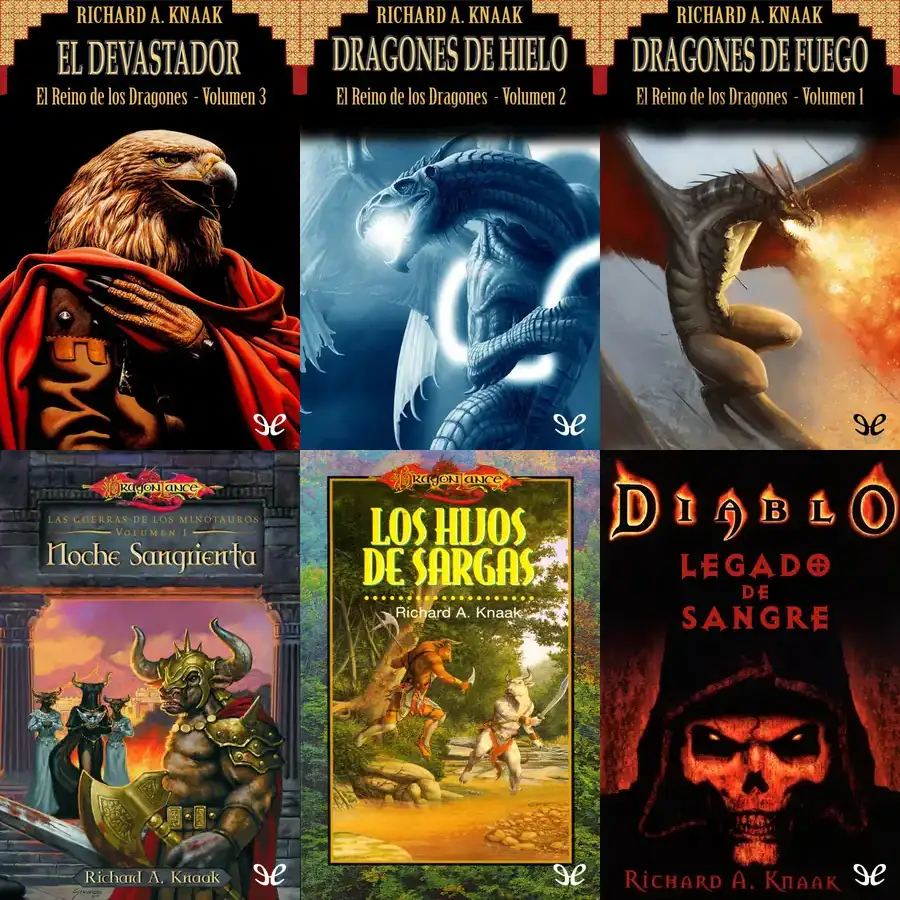 RICHARD A. KNAAK
EL DEVASTADOR
El Reino de los Dragones - Volumen 3
RICHARD A. KNAAK
DRAGONES DE HIELO
El Reino de los Dragones - Volumen 2
RICHARD A. KNAAK
DRAGONES DE FUEGO
El Reino de los Dragones - Volumen 1
DragonLance
LAS GUERRAS DE LOS MINOTAUROS
VOLUMEN I
Noche Sangrienta
Richard A. Knaak
DragonLance
LOS HIJOS
DE SARGAS
Richard A. Knaak
DIABLO
LEGADO
DE
SANGRE
RICHARD A. KNAAK